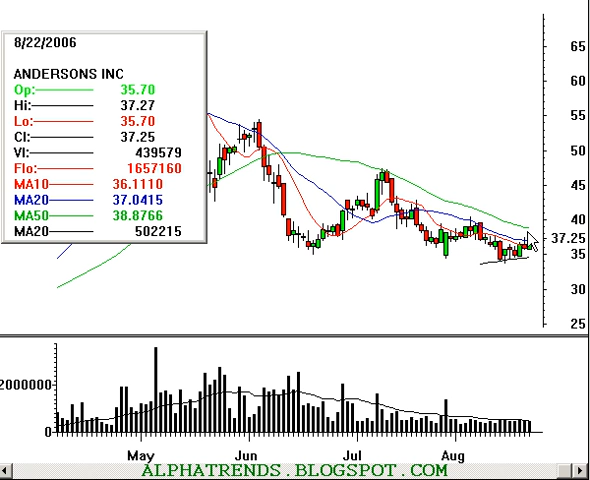 8/22/2006
ANDERSONS INC
Op: 35.70
Hi: 37.27
Lo: 35.70
Cl: 37.25
Vl: 439579
Flo: 1657160
MA10 36.1110
MA20 37.0415
MA50 38.8766
MA20 502215
65
60
55
50
45
40
37.25
35
30
25
2000000
0
May Jun Jul Aug
ALPHATRENDS.BLOGSPOT.COM